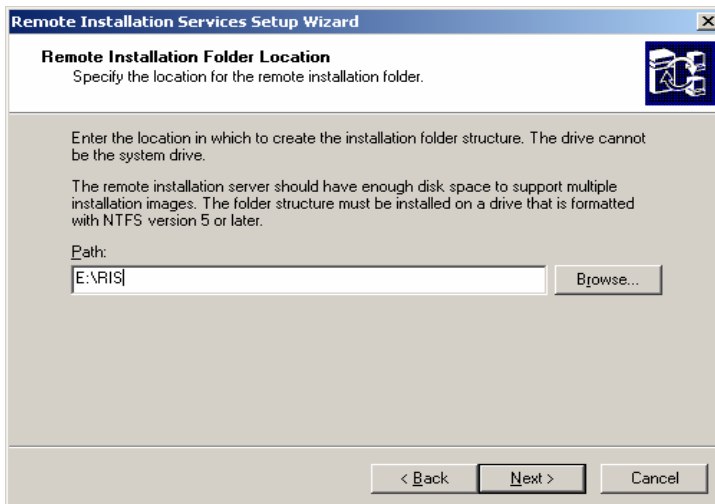 Remote Installation Services Setup Wizard
Remote Installation Folder Location
Specify the location for the remote installation folder.
Enter the location in which to create the installation folder structure. The drive cannot
be the system drive.
The remote installation server should have enough disk space to support multiple
installation images. The folder structure must be installed on a drive that is formatted
with NTFS version 5 or later.
Path:
E:\RIS
Browse...
< Back
Next >
Cancel